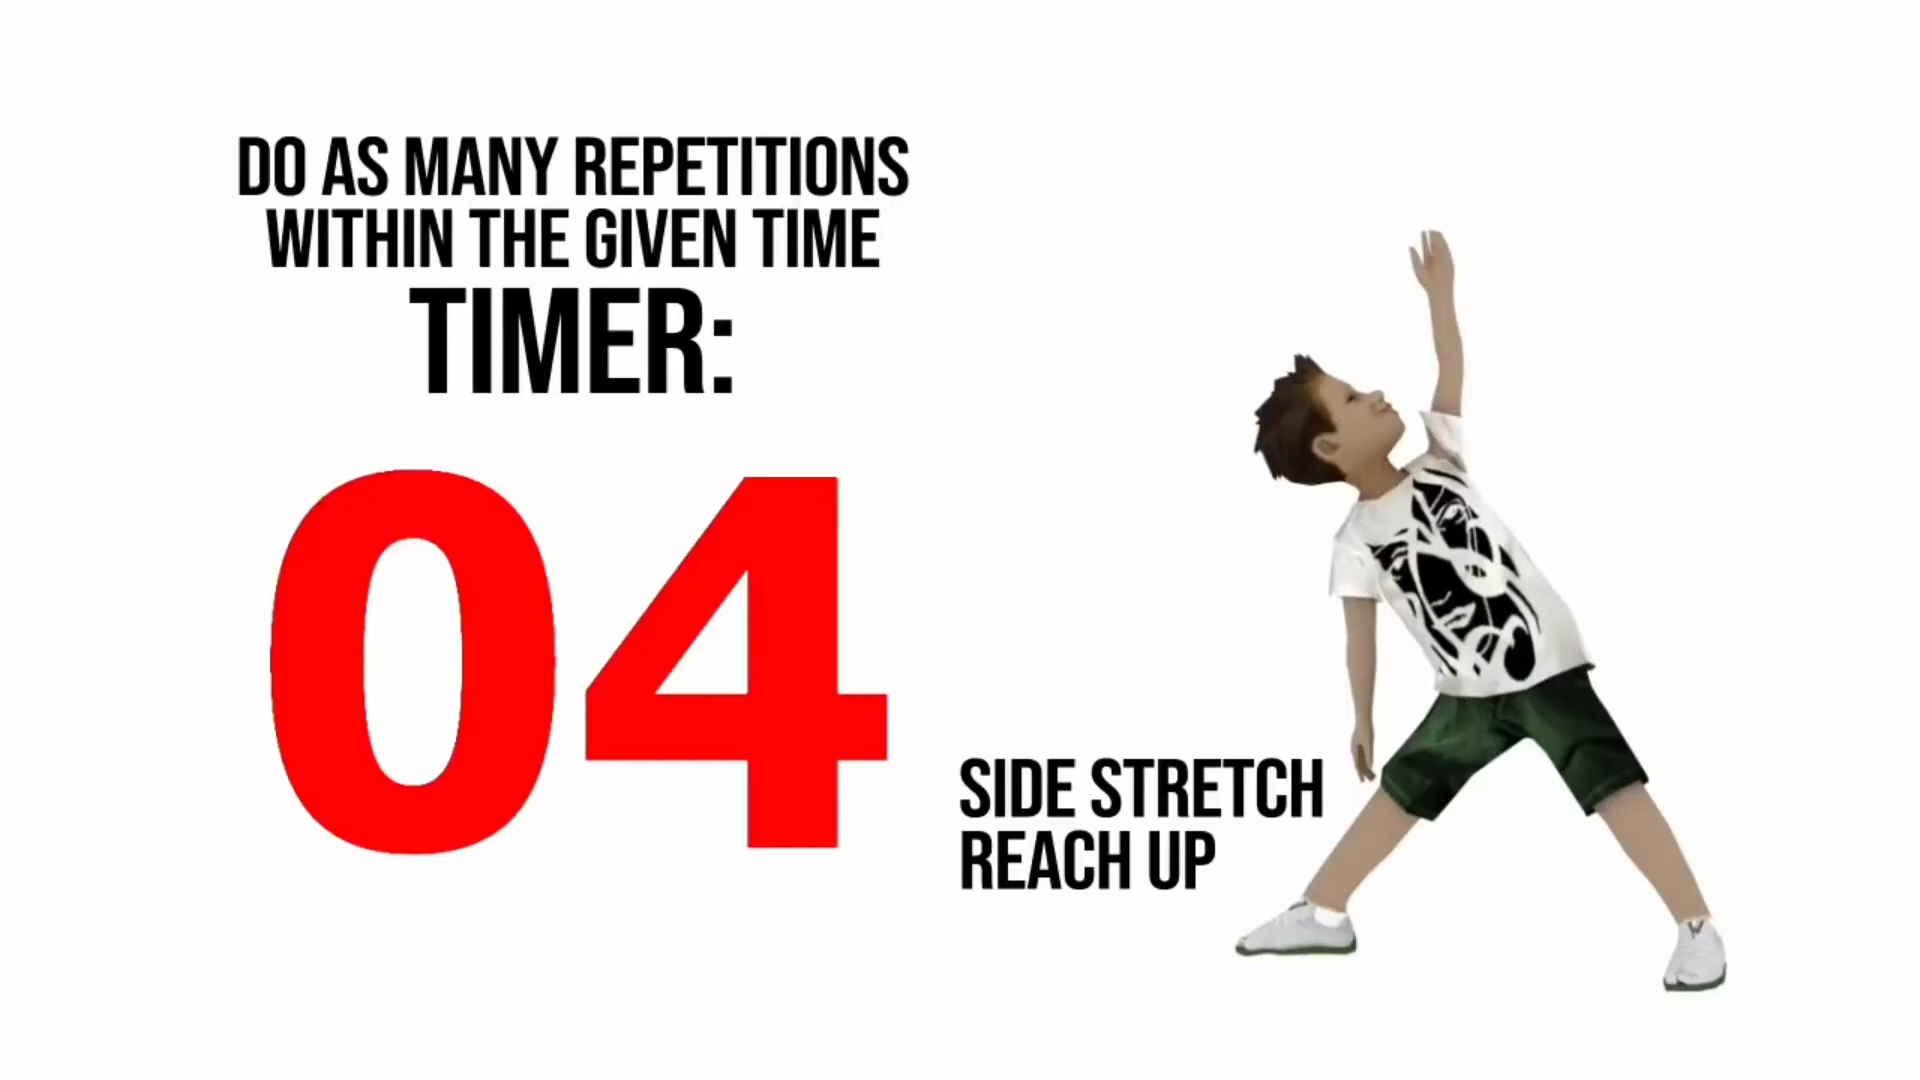 DO AS MANY REPETITIONS
WITHIN THE GIVEN TIME
TIMER:
04
SIDE STRETCH
REACH UP